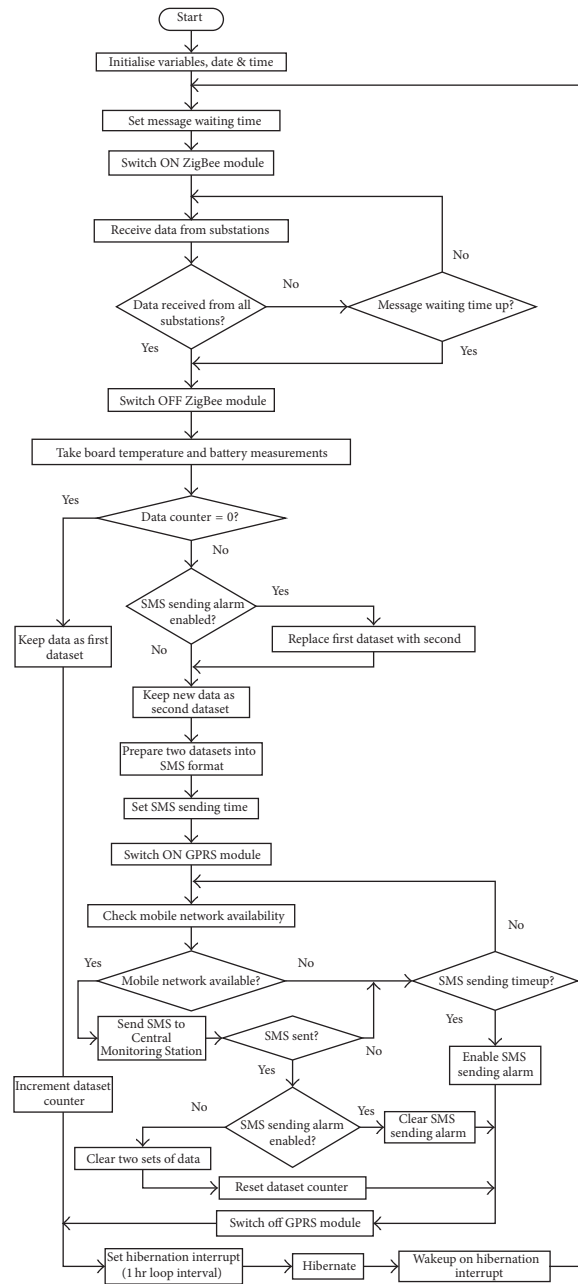 Start
Initialise variables, date & time
Set message waiting time
Switch ON ZigBee module
Receive data from substations
No
No
Data received from all
substations?
Message waiting time up?
Yes
Yes
Switch OFF ZigBee module
Take board temperature and battery measurements
Yes
Data counter = 0?
No
Yes
SMS sending alarm
enabled?
Keep data as first
dataset
Replace first dataset with second
No
Keep new data as
second dataset
Prepare two datasets into
SMS format
Set SMS sending time
Switch ON GPRS module
Check mobile network availability
No
Yes
No
Mobile network available?
SMS sending timeup?
Send SMS to
Central
Monitoring Station
SMS sent?
No
Yes
Enable SMS
sending alarm
Yes
Increment dataset
counter
No
Yes
SMS sending alarm
enabled?
Clear SMS
sending alarm
Clear two sets of data
Reset dataset counter
Switch off GPRS module
Set hibernation interrupt
(1 hr loop interval)
Hibernate
Wakeup on hibernation
interrupt